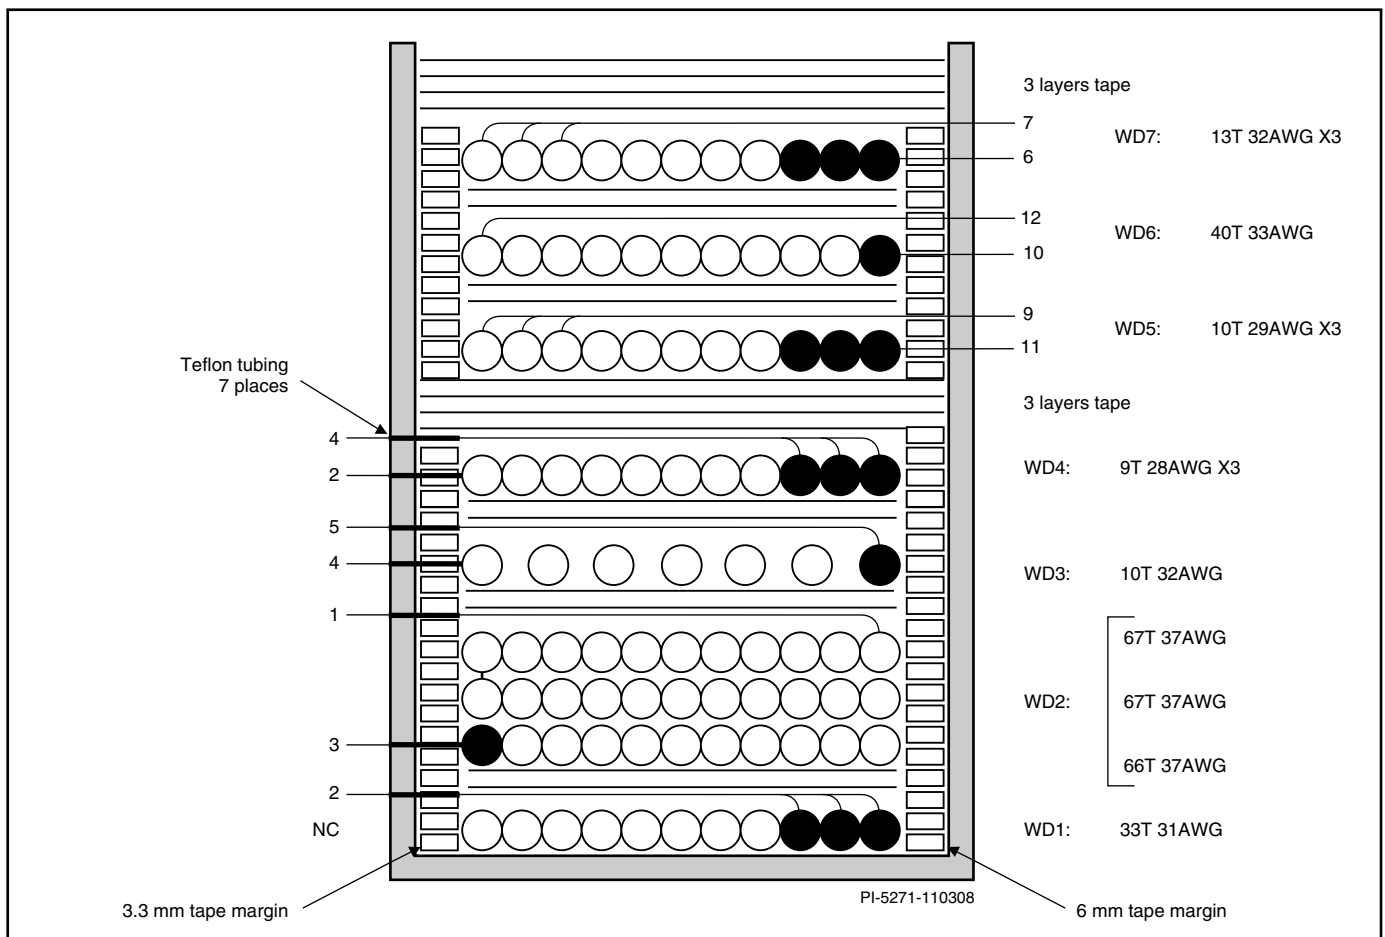 3 layers tape
7
WD7: 13T 32AWG X3
6
12
WD6: 40T 33AWG
10
9
WD5: 10T 29AWG X3
11
Teflon tubing
7 places
3 layers tape
4
2
WD4: 9T 28AWG X3
5
4
WD3: 10T 32AWG
1
67T 37AWG
WD2: 67T 37AWG
3
66T 37AWG
2
NC
WD1: 33T 31AWG
PI-5271-110308
3.3 mm tape margin
6 mm tape margin